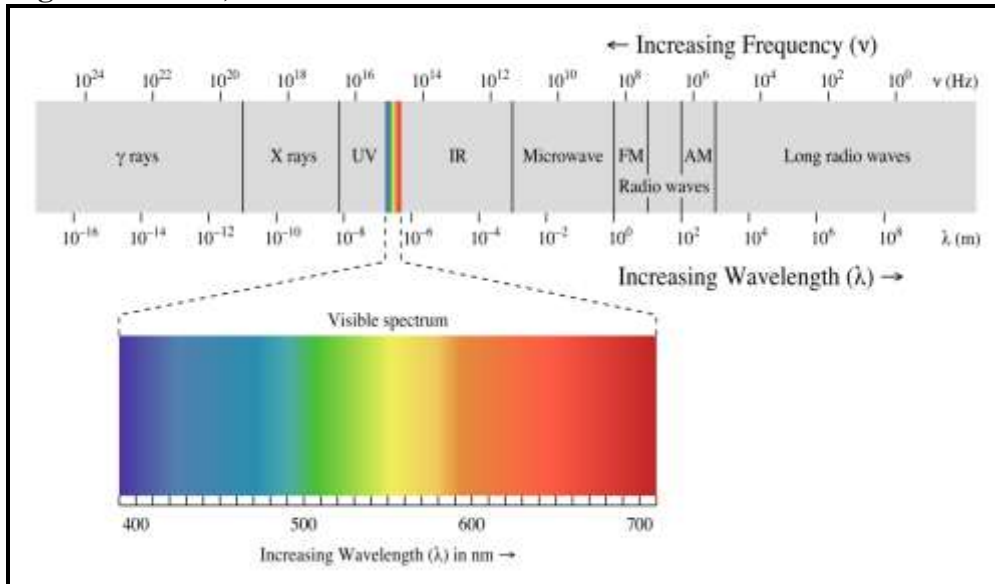 ← Increasing Frequency (ν)
10²⁴ 10²² 10²⁰ 10¹⁸ 10¹⁶ 10¹⁴ 10¹² 10¹⁰ 10⁸ 10⁶ 10⁴ 10² 10⁰ ν (Hz)
γ rays X rays UV IR Microwave FM AM Long radio waves
Radio waves
10⁻¹⁶ 10⁻¹⁴ 10⁻¹² 10⁻¹⁰ 10⁻⁸ 10⁻⁶ 10⁻⁴ 10⁻² 10⁰ 10² 10⁴ 10⁶ 10⁸ λ (m)
Increasing Wavelength (λ) →
Visible spectrum
400 500 600 700
Increasing Wavelength (λ) in nm →